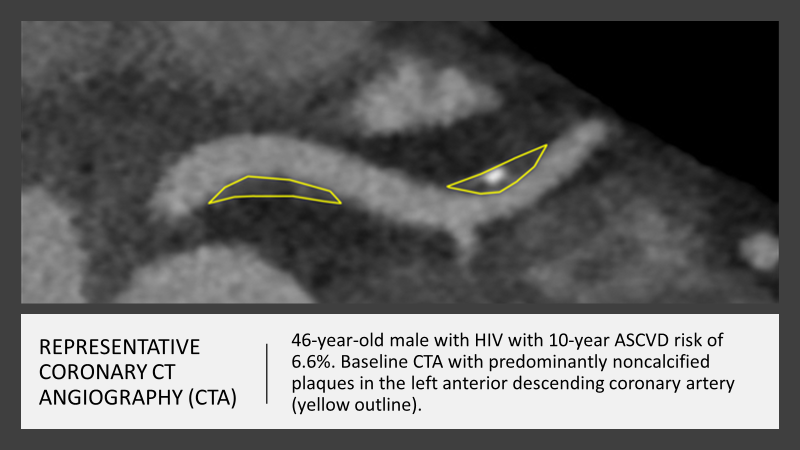 REPRESENTATIVE
CORONARY CT
ANGIOGRAPHY (CTA)
46-year-old male with HIV with 10-year ASCVD risk of
6.6%. Baseline CTA with predominantly noncalcified
plaques in the left anterior descending coronary artery
(yellow outline).